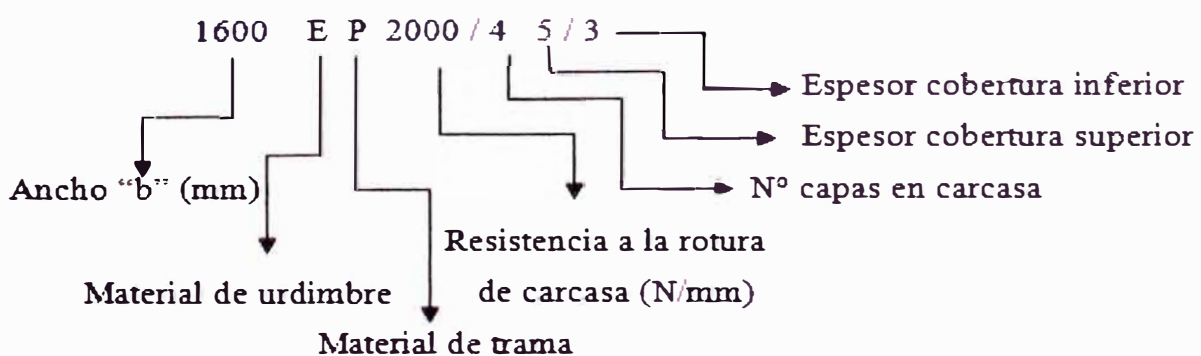 1600 E P 2000 / 4 5 / 3
Espesor cobertura inferior
Espesor cobertura superior
Ancho "b" (mm)
Nº capas en carcasa
Resistencia a la rotura
de carcasa (N/mm)
Material de urdimbre
Material de trama